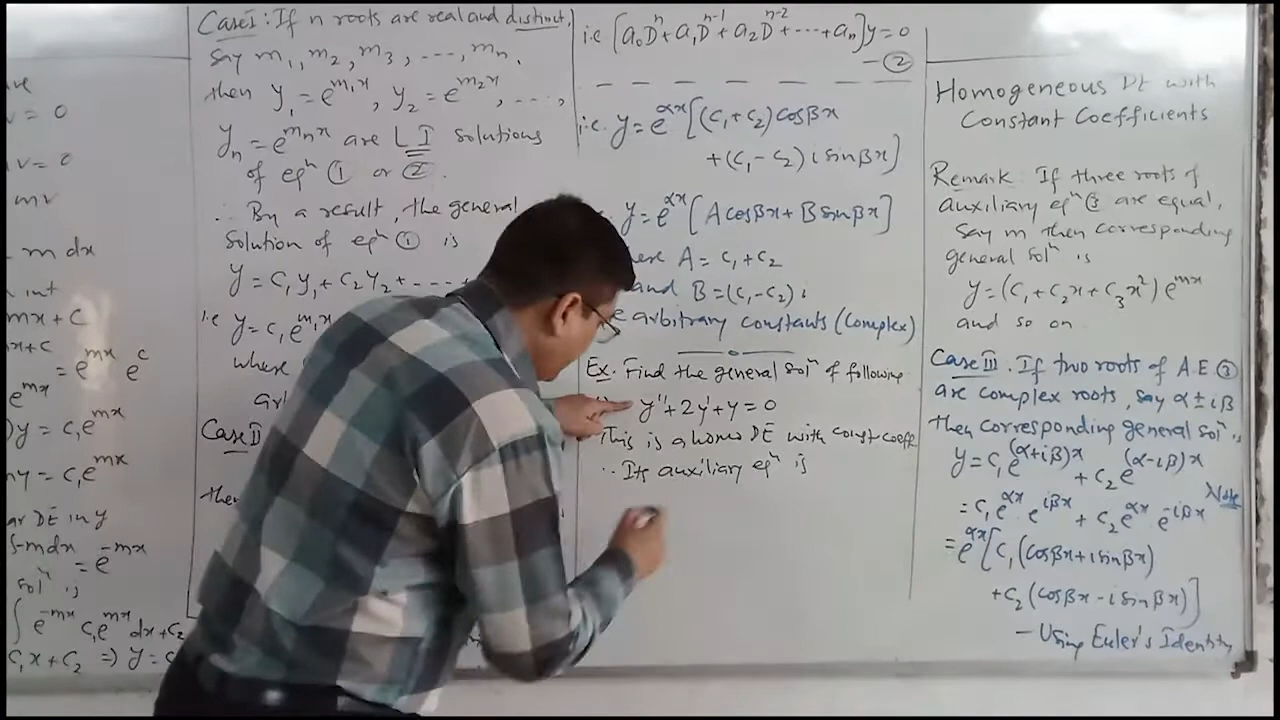 = 0
v = 0
mv
m dx
int
mx + c
= e^{mx} e^{c}
e^{mx}
y = c₁e^{mx}
y = c₁e^{mx}
DE in y
∫-mdx = e^{-mx}
solⁿ is
∫ e^{-mx} c₁e^{mx} dx + c₂
c₁x + c₂ ⇒ y =
Case I : If n roots are real and distinct,
say m₁, m₂, m₃, ---, mₙ.
then y₁ = e^{m₁x}, y₂ = e^{m₂x}, ---,
yₙ = e^{mₙx} are LI solutions
of eqⁿ ① or ②.
∴ By a result, the general
solution of eqⁿ ① is
y = c₁y₁ + c₂y₂ + ----
i.e y = c₁e^{m₁x}
where
Case II
then
i.e [a₀Dⁿ + a₁D^{n-1} + a₂D^{n-2} + --- + aₙ]y = 0
— ②
i.e. y = e^{αx}[(c₁+c₂)cosβx
+ (c₁-c₂) i sinβx]
y = e^{αx}[A cosβx + B sinβx]
A = c₁+c₂
and B = (c₁-c₂)i
arbitrary constants (Complex)
Ex. Find the general solⁿ of following
y'' + 2y' + y = 0
This is a homo DE with const coeff.
∴ Its auxiliary eqⁿ is
Homogeneous DE with
Constant Coefficients
Remark: If three roots of
auxiliary eqⁿ ③ are equal,
say m then corresponding
general solⁿ is
y = (c₁ + c₂x + c₃x²) e^{mx}
and so on
Case III. If two roots of A.E ③
are complex roots, say α ± iβ
then corresponding general solⁿ is
y = c₁e^{(α+iβ)x} + c₂e^{(α-iβ)x}
Note
= c₁e^{αx} . e^{iβx} + c₂e^{αx} . e^{-iβx}
= e^{αx}[c₁(cosβx + i sinβx)
+ c₂(cosβx - i sinβx)]
— Using Euler's Identity